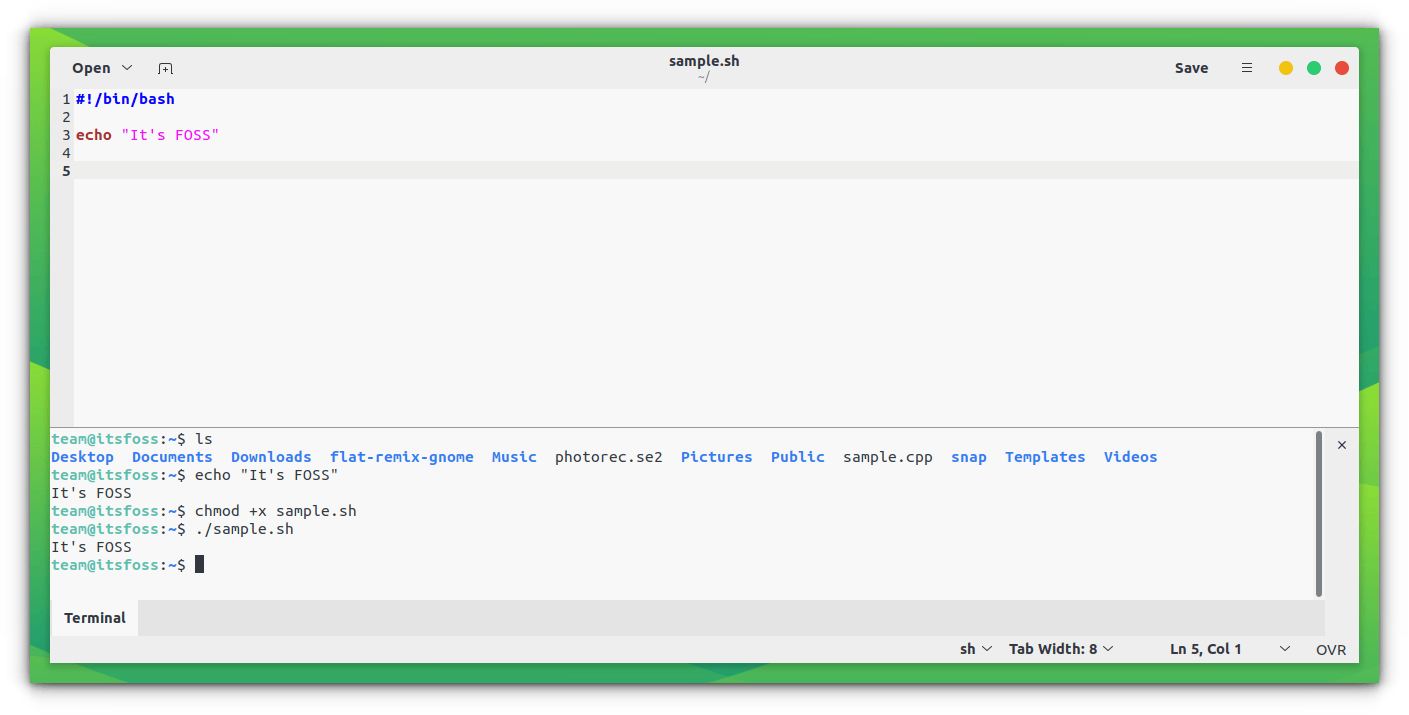 Open sample.sh Save
~/
1 #!/bin/bash
2
3 echo "It's FOSS"
4
5
team@itsfoss:~$ ls
Desktop Documents Downloads flat-remix-gnome Music photorec.se2 Pictures Public sample.cpp snap Templates Videos
team@itsfoss:~$ echo "It's FOSS"
It's FOSS
team@itsfoss:~$ chmod +x sample.sh
team@itsfoss:~$ ./sample.sh
It's FOSS
team@itsfoss:~$
Terminal
sh Tab Width: 8 Ln 5, Col 1 OVR